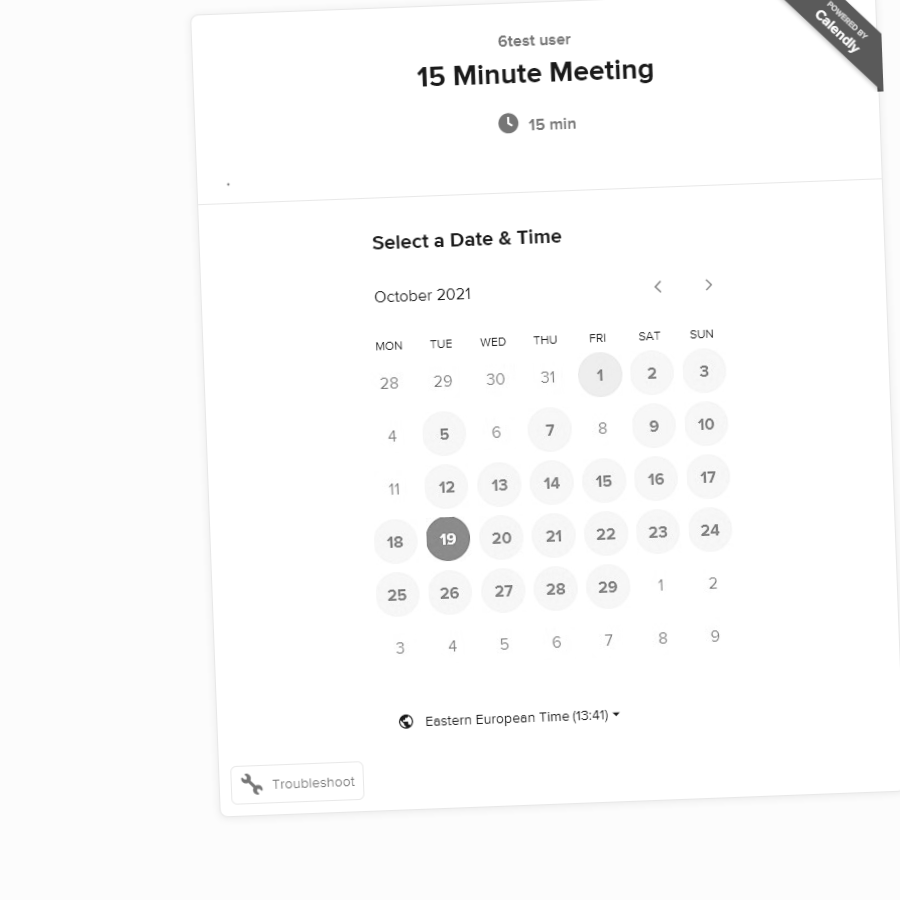 POWERED BY
Calendly
6test user
15 Minute Meeting
15 min
.
Select a Date & Time
October 2021
MON TUE WED THU FRI SAT SUN
28 29 30 31 1 2 3
4 5 6 7 8 9 10
11 12 13 14 15 16 17
18 19 20 21 22 23 24
25 26 27 28 29 1 2
3 4 5 6 7 8 9
Eastern European Time (13:41)
Troubleshoot